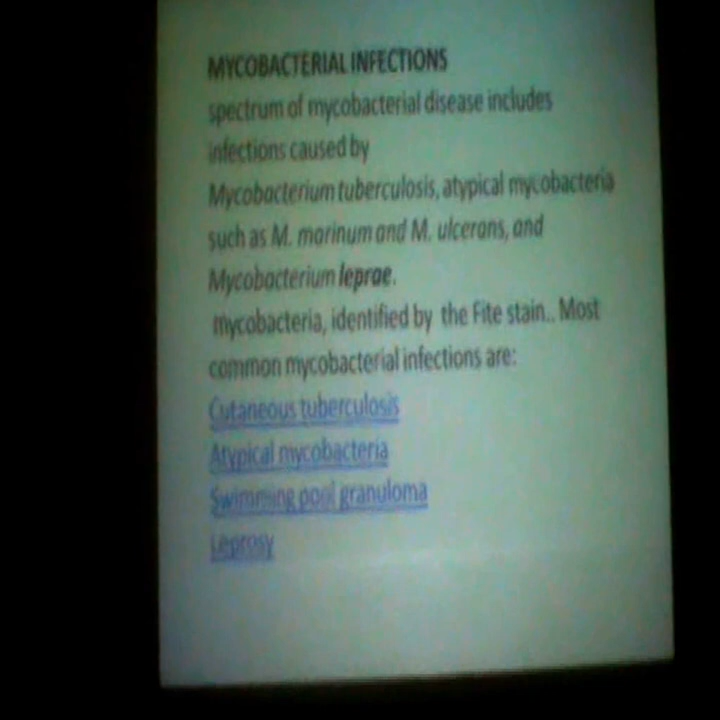 MYCOBACTERIAL INFECTIONS
spectrum of mycobacterial disease includes
infections caused by
Mycobacterium tuberculosis, atypical mycobacteria
such as M. marinum and M. ulcerans, and
Mycobacterium leprae.
mycobacteria, identified by the Fite stain.. Most
common mycobacterial infections are:
Cutaneous tuberculosis
Atypical mycobacteria
Swimming pool granuloma
Leprosy